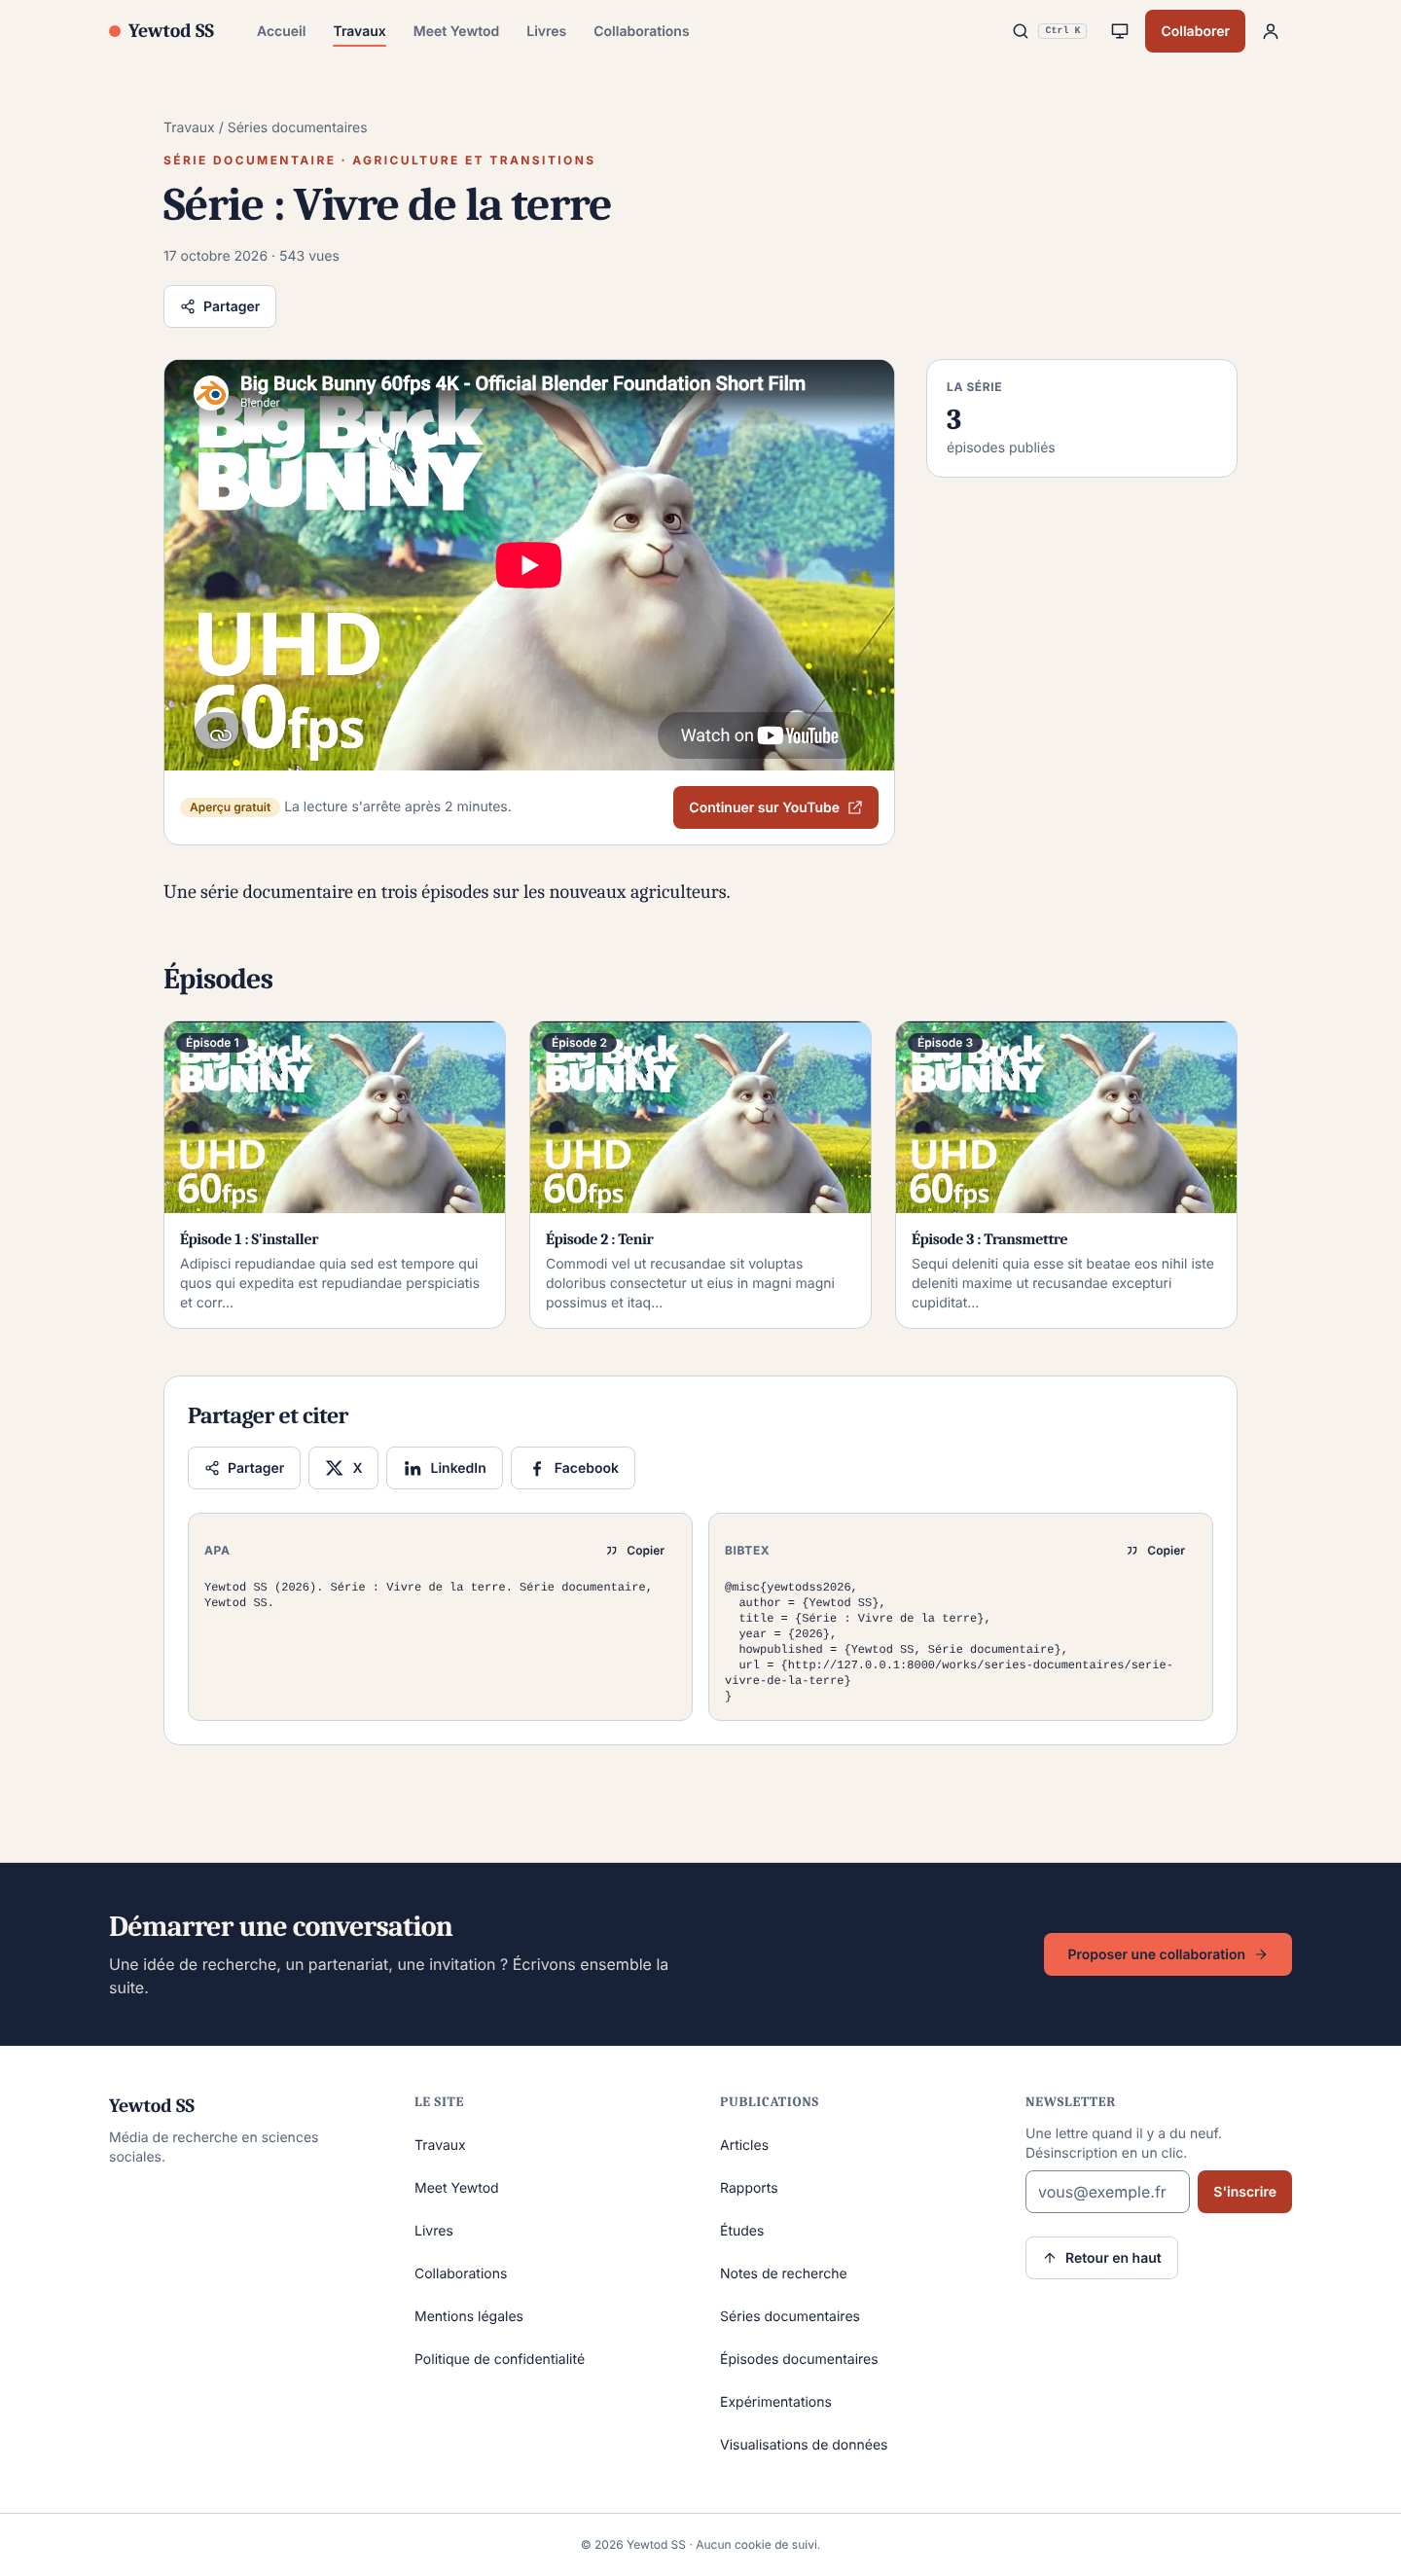 Yewtod SS
Accueil
Travaux
Meet Yewtod
Livres
Collaborations
Ctrl K
Collaborer
Travaux / Séries documentaires
SÉRIE DOCUMENTAIRE · AGRICULTURE ET TRANSITIONS
Série : Vivre de la terre
17 octobre 2026 · 543 vues
Partager
Big Buck Bunny 60fps 4K - Official Blender Foundation Short Film
Blender
Big Buck
BUNNY
UHD
60fps
Watch on YouTube
Aperçu gratuit La lecture s'arrête après 2 minutes.
Continuer sur YouTube
LA SÉRIE
3
épisodes publiés
Une série documentaire en trois épisodes sur les nouveaux agriculteurs.
Épisodes
Épisode 1
Big Buck
BUNNY
UHD
60fps
Épisode 1 : S'installer
Adipisci repudiandae quia sed est tempore qui
quos qui expedita est repudiandae perspiciatis
et corr...
Épisode 2
Big Buck
BUNNY
UHD
60fps
Épisode 2 : Tenir
Commodi vel ut recusandae sit voluptas
doloribus consectetur ut eius in magni magni
possimus et itaq...
Épisode 3
Big Buck
BUNNY
UHD
60fps
Épisode 3 : Transmettre
Sequi deleniti quia esse sit beatae eos nihil iste
deleniti maxime ut recusandae excepturi
cupiditat...
Partager et citer
Partager
X
LinkedIn
Facebook
APA
Copier
Yewtod SS (2026). Série : Vivre de la terre. Série documentaire,
Yewtod SS.
BIBTEX
Copier
@misc{yewtodss2026,
author = {Yewtod SS},
title = {Série : Vivre de la terre},
year = {2026},
howpublished = {Yewtod SS, Série documentaire},
url = {http://127.0.0.1:8000/works/series-documentaires/serie-
vivre-de-la-terre}
}
Démarrer une conversation
Une idée de recherche, un partenariat, une invitation ? Écrivons ensemble la
suite.
Proposer une collaboration
Yewtod SS
Média de recherche en sciences
sociales.
LE SITE
Travaux
Meet Yewtod
Livres
Collaborations
Mentions légales
Politique de confidentialité
PUBLICATIONS
Articles
Rapports
Études
Notes de recherche
Séries documentaires
Épisodes documentaires
Expérimentations
Visualisations de données
NEWSLETTER
Une lettre quand il y a du neuf.
Désinscription en un clic.
vous@exemple.fr
S'inscrire
Retour en haut
© 2026 Yewtod SS · Aucun cookie de suivi.